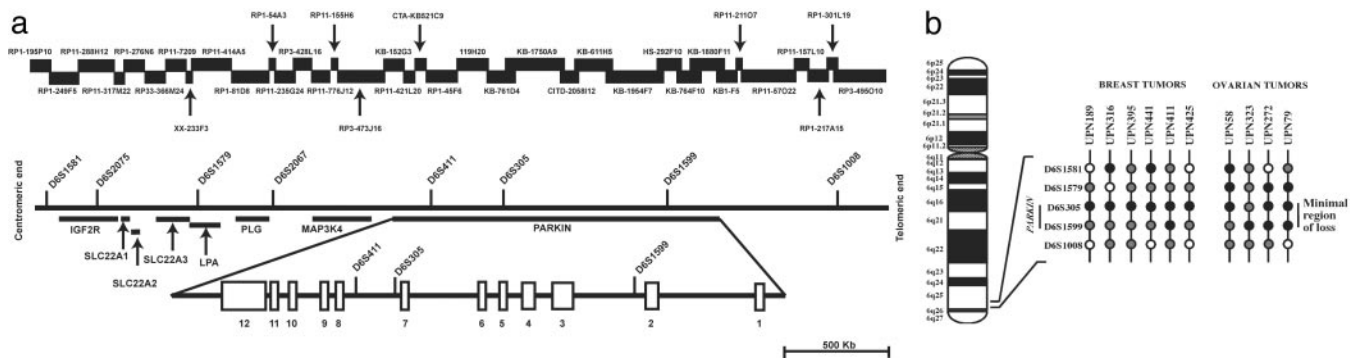 a
RP1-54A3 RP11-155H6 CTA-KB521C9 RP11-211O7 RP1-301L19
RP1-195P10 RP11-288H12 RP1-276N6 RP11-7209 RP11-414A5 RP3-428L16 KB-152G3 119H20 KB-1750A9 KB-611H5 HS-292F10 KB-1880F11 RP11-157L10
RP1-249F5 RP11-317M22 RP33-366M24 RP1-81D8 RP11-235G24 RP11-776J12 RP11-421L20 RP1-45F6 KB-761D4 CITD-2058I12 KB-1954F7 KB-764F10 KB1-F5 RP11-57O22 RP3-495O10
XX-233F3 RP3-473J16 RP1-217A15
Centromeric end
D6S1581 D6S2075 D6S1579 D6S2067 D6S411 D6S305 D6S1599 D6S1008
Telomeric end
IGF2R SLC22A1 SLC22A2 SLC22A3 LPA PLG MAP3K4 PARKIN
D6S411 D6S305 D6S1599
12 11 10 9 8 7 6 5 4 3 2 1
500 Kb
b
6p25
6p24
6p23
6p22
6p21.3
6p21.2
6p21.1
6p12
6p11.2
6q11
6q12
6q13
6q14
6q15
6q16
6q21
6q22
6q23
6q24
6q25
6q26
6q27
BREAST TUMORS OVARIAN TUMORS
UPN189 UPN316 UPN395 UPN441 UPN411 UPN425 UPN58 UPN323 UPN272 UPN79
D6S1581
D6S1579
D6S305
D6S1599
D6S1008
PARKIN
Minimal
region
of loss